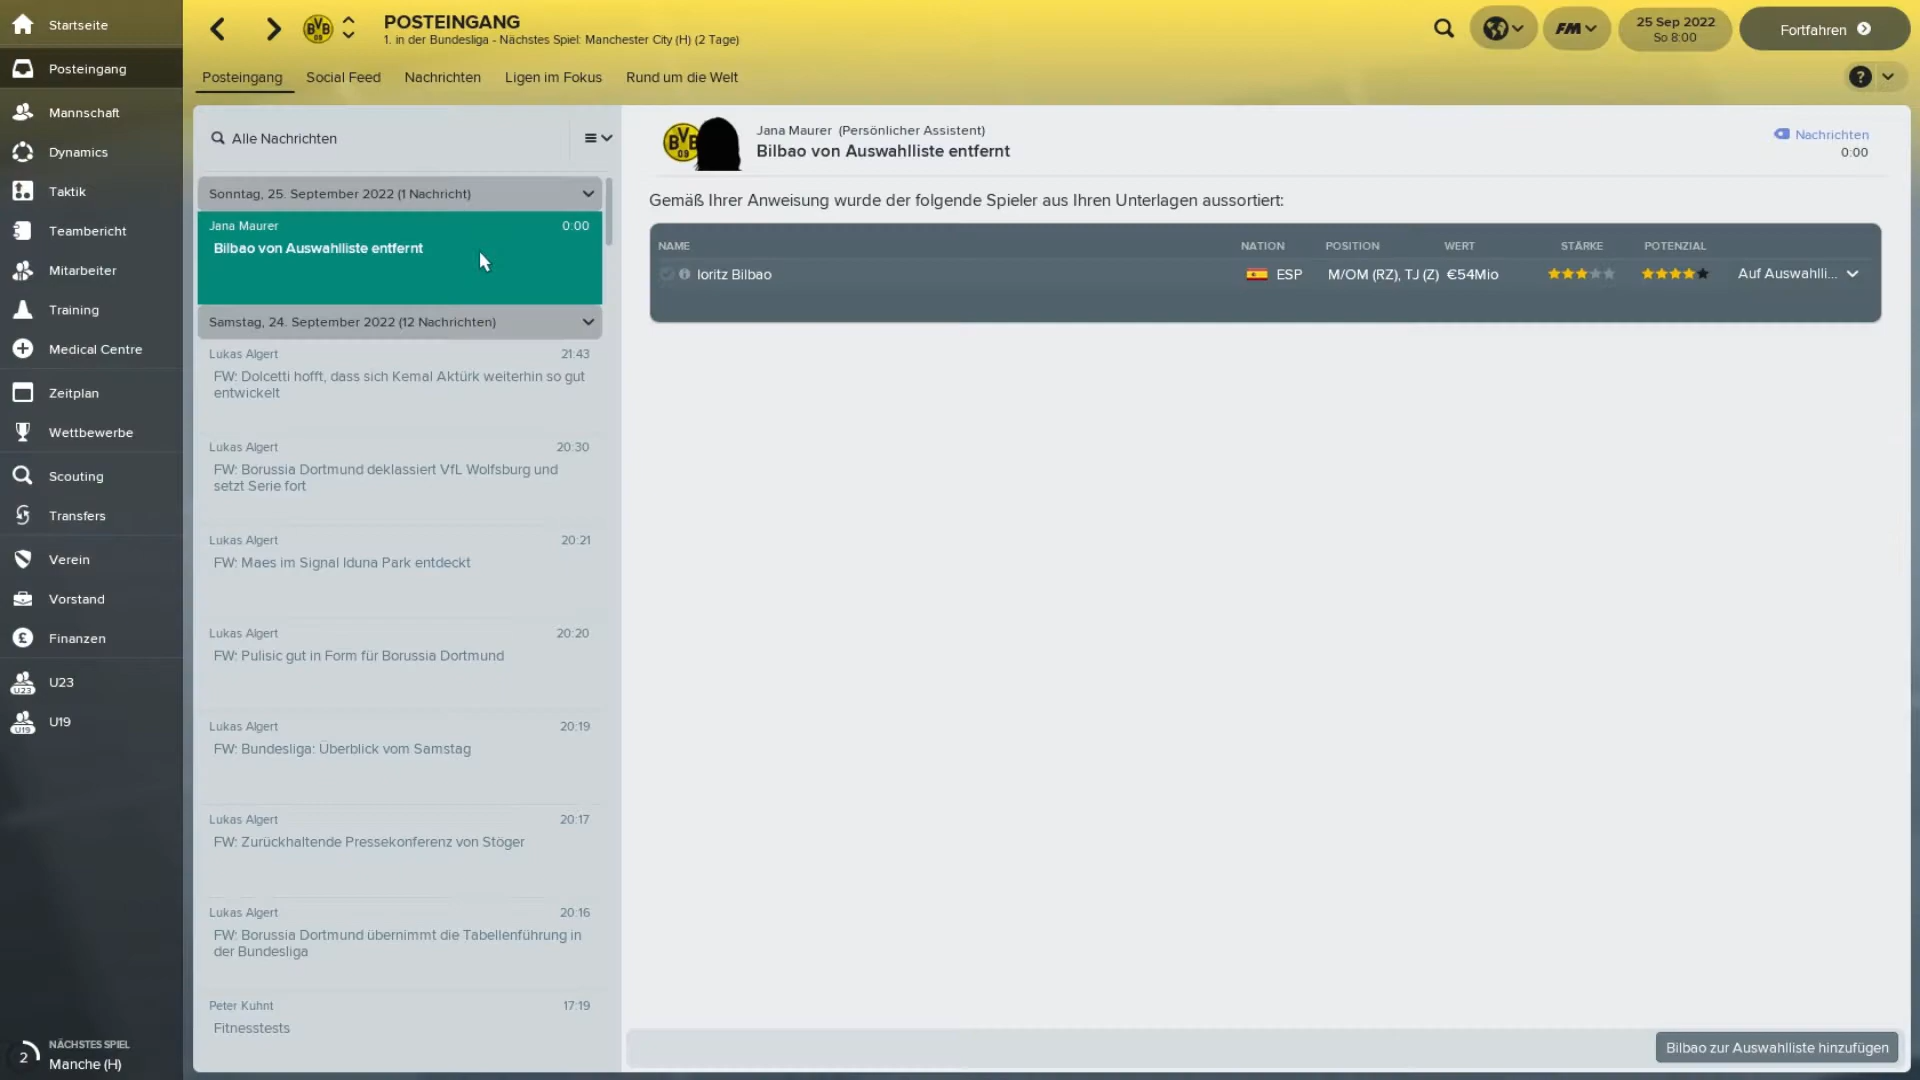 Startseite
Posteingang
Mannschaft
Dynamics
Taktik
Teambericht
Mitarbeiter
Training
Medical Centre
Zeitplan
Wettbewerbe
Scouting
Transfers
Verein
Vorstand
Finanzen
U23
U23
U19
U19
2
NÄCHSTES SPIEL
Manche (H)
BVB
09
POSTEINGANG
1. in der Bundesliga - Nächstes Spiel: Manchester City (H) (2 Tage)
FM
25 Sep 2022
So 8:00
Fortfahren
Posteingang
Social Feed
Nachrichten
Ligen im Fokus
Rund um die Welt
?
Alle Nachrichten
Sonntag, 25. September 2022 (1 Nachricht)
Jana Maurer 0:00
Bilbao von Auswahlliste entfernt
Samstag, 24. September 2022 (12 Nachrichten)
Lukas Algert 21:43
FW: Dolcetti hofft, dass sich Kemal Aktürk weiterhin so gut
entwickelt
Lukas Algert 20:30
FW: Borussia Dortmund deklassiert VfL Wolfsburg und
setzt Serie fort
Lukas Algert 20:21
FW: Maes im Signal Iduna Park entdeckt
Lukas Algert 20:20
FW: Pulisic gut in Form für Borussia Dortmund
Lukas Algert 20:19
FW: Bundesliga: Überblick vom Samstag
Lukas Algert 20:17
FW: Zurückhaltende Pressekonferenz von Stöger
Lukas Algert 20:16
FW: Borussia Dortmund übernimmt die Tabellenführung in
der Bundesliga
Peter Kuhnt 17:19
Fitnesstests
BVB
09
Jana Maurer (Persönlicher Assistent)
Bilbao von Auswahlliste entfernt
Nachrichten
0:00
Gemäß Ihrer Anweisung wurde der folgende Spieler aus Ihren Unterlagen aussortiert:
NAME NATION POSITION WERT STÄRKE POTENZIAL
Ioritz Bilbao ESP M/OM (RZ), TJ (Z) €54Mio Auf Auswahlli...
Bilbao zur Auswahlliste hinzufügen